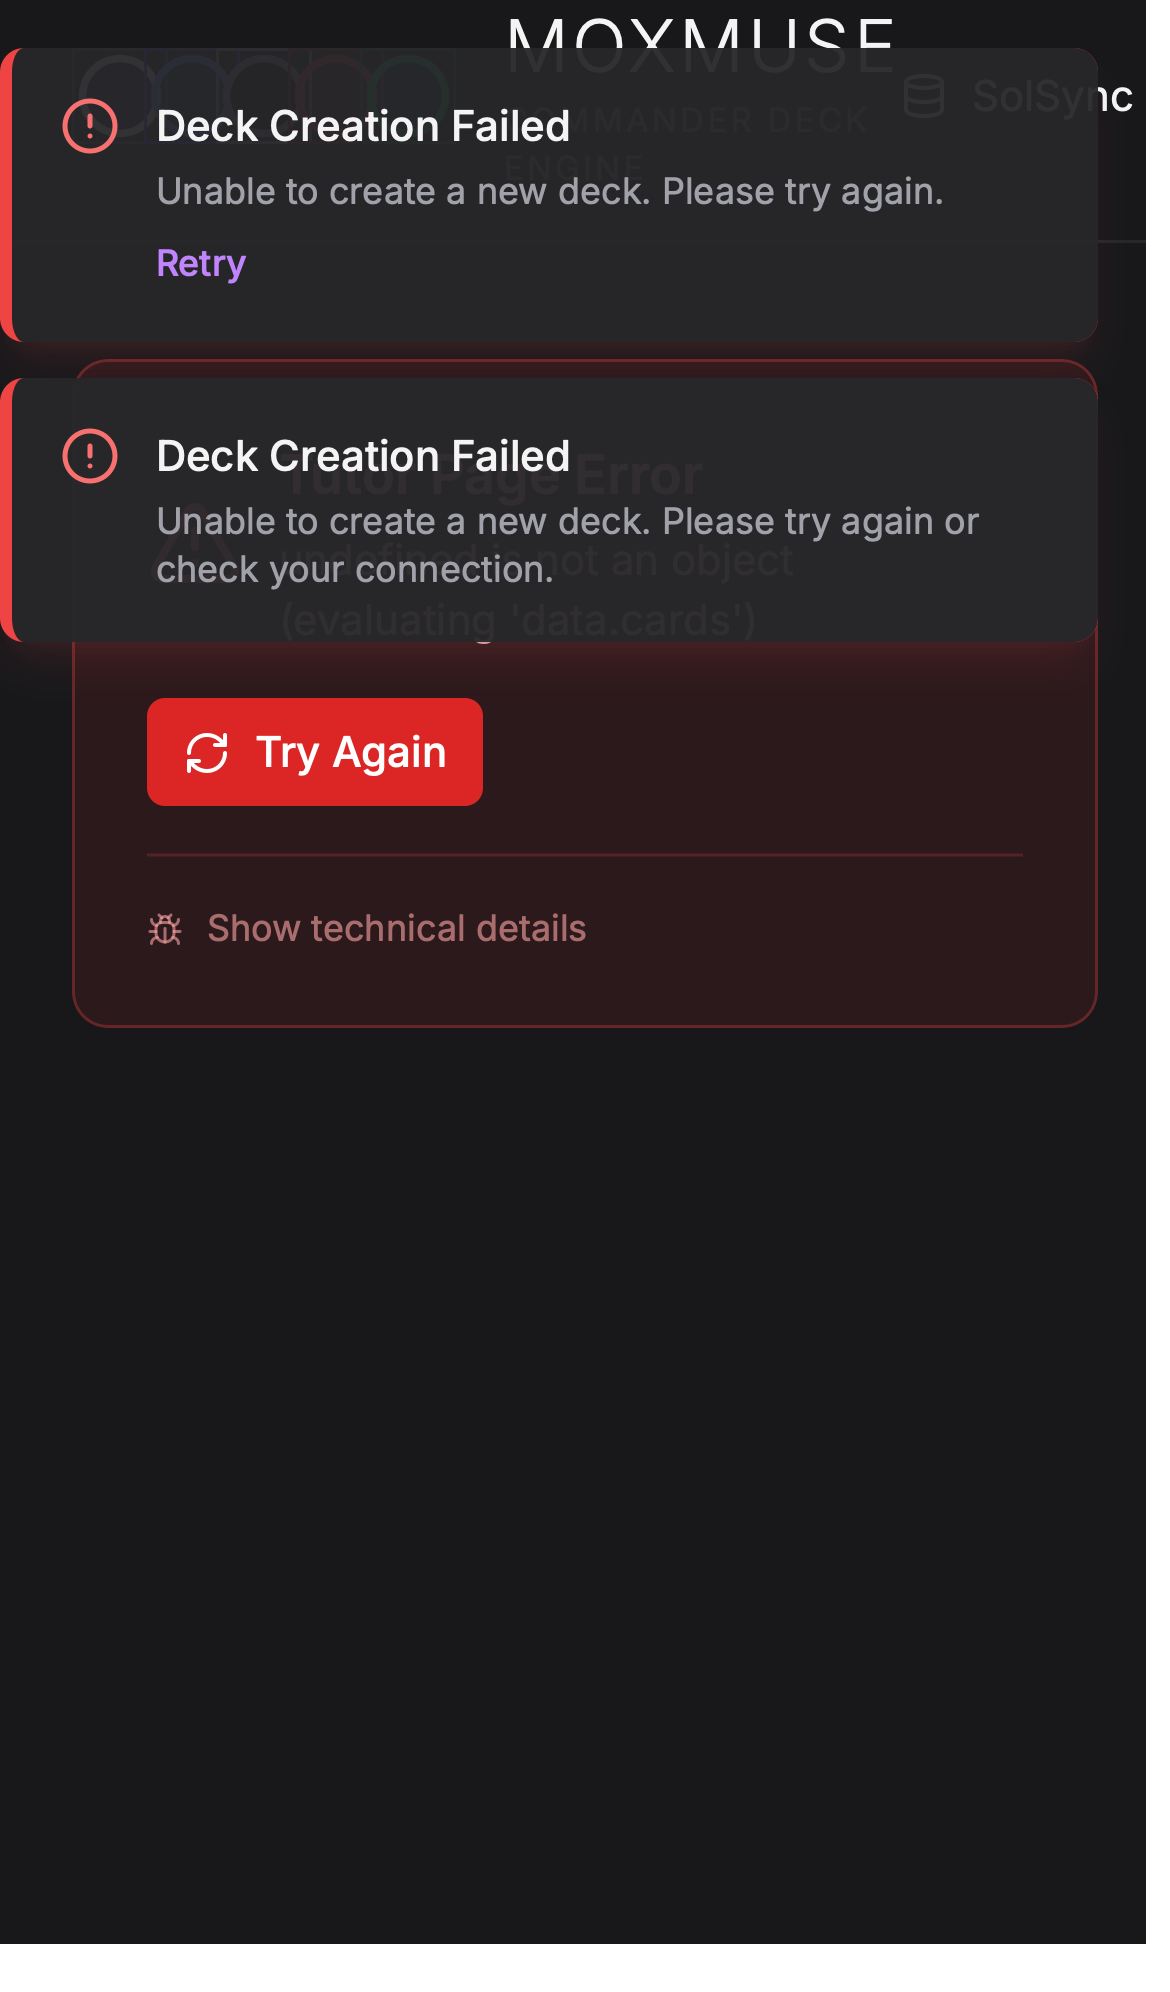 MOXMUSE
SolSync
MMANDER DECK
ENGINE
Deck Creation Failed
Unable to create a new deck. Please try again.
Retry
Deck Creation Failed
Unable to create a new deck. Please try again or
check your connection.
Tutor Page Error
undefined is not an object
(evaluating 'data.cards')
Try Again
Show technical details